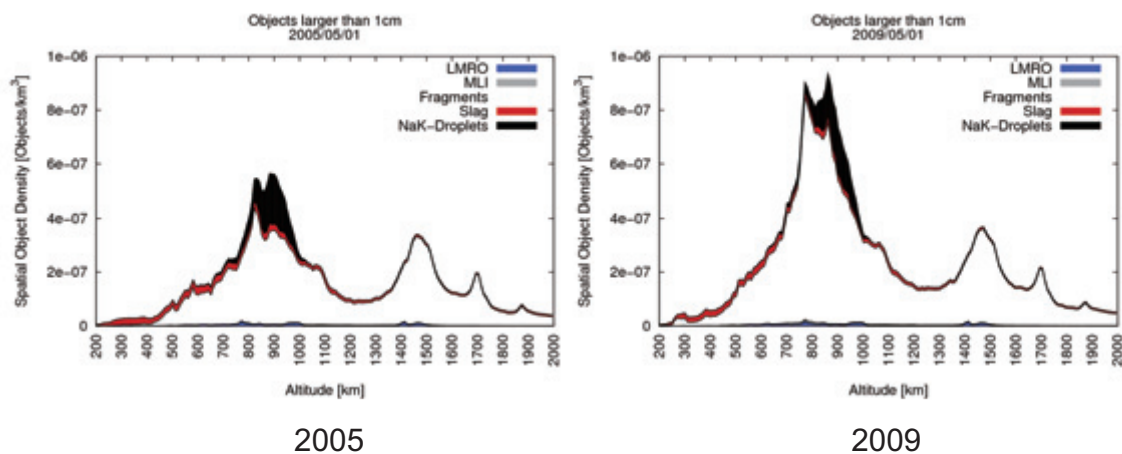 Objects larger than 1cm
2005/05/01
1e-06
8e-07
6e-07
4e-07
2e-07
0
Spatial Object Density [Objects/km³]
LMRO
MLI
Fragments
Slag
NaK-Droplets
200
300
400
500
600
700
800
900
1000
1100
1200
1300
1400
1500
1600
1700
1800
1900
2000
Altitude [km]
2005
Objects larger than 1cm
2009/05/01
1e-06
8e-07
6e-07
4e-07
2e-07
0
Spatial Object Density [Objects/km³]
LMRO
MLI
Fragments
Slag
NaK-Droplets
200
300
400
500
600
700
800
900
1000
1100
1200
1300
1400
1500
1600
1700
1800
1900
2000
Altitude [km]
2009